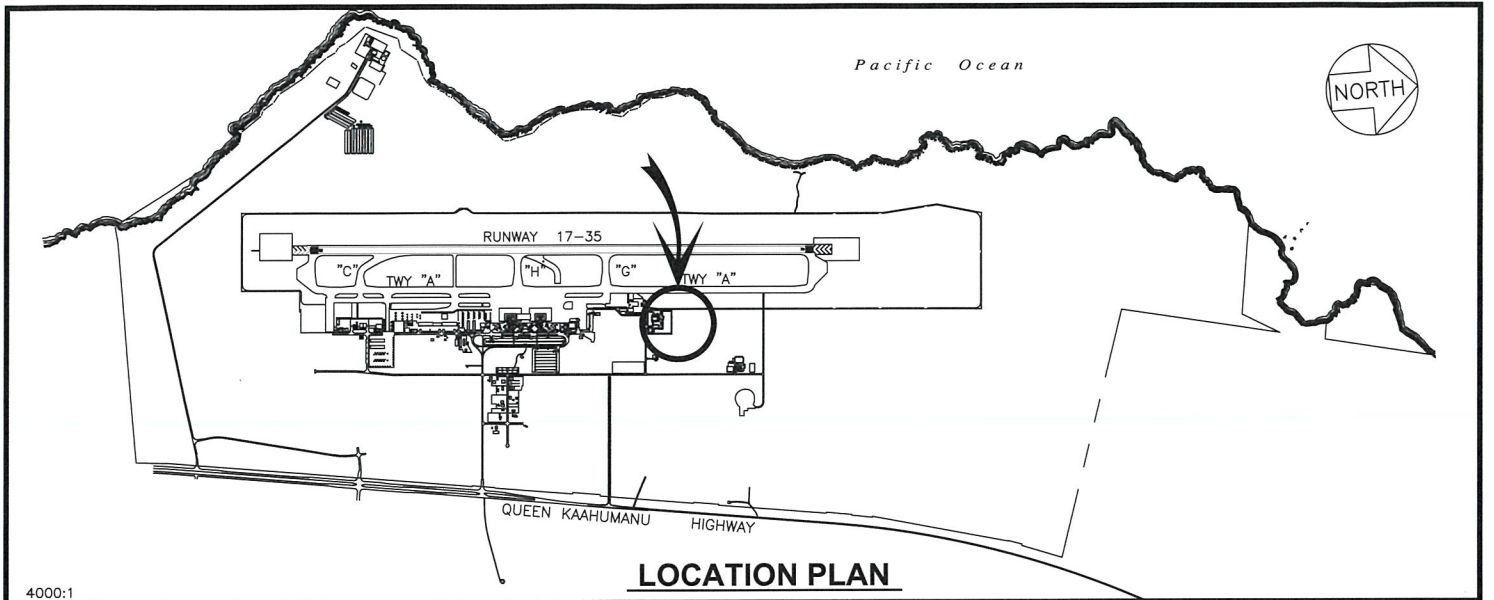 Pacific Ocean
NORTH
RUNWAY 17-35
"C"
TWY "A"
"H"
"G"
TWY "A"
QUEEN KAAHUMANU HIGHWAY
LOCATION PLAN
4000:1